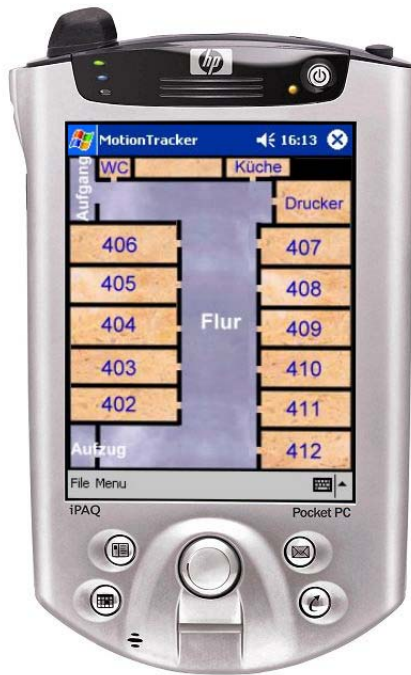 hp
MotionTracker 16:13
WC Küche
Aufgang
Drucker
406 407
405 408
404 Flur 409
403 410
402 411
Aufzug 412
File Menu
iPAQ Pocket PC